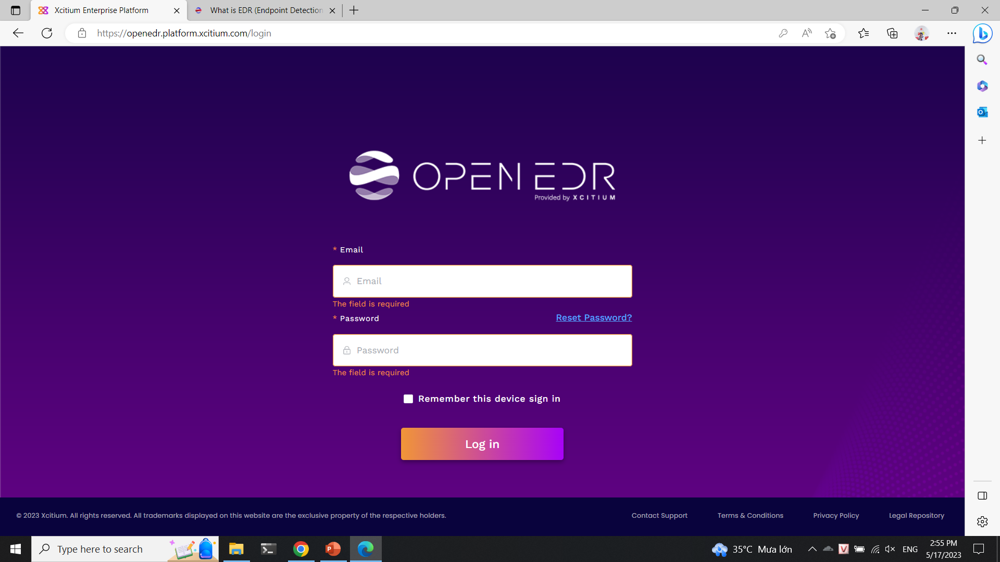 Xcitium Enterprise Platform
What is EDR (Endpoint Detection
https://openedr.platform.xcitium.com/login
OPEN EDR
Provided by XCITIUM
* Email
Email
The field is required
* Password
Reset Password?
Password
The field is required
Remember this device sign in
Log in
© 2023 Xcitium. All rights reserved. All trademarks displayed on this website are the exclusive property of the respective holders.
Contact Support
Terms & Conditions
Privacy Policy
Legal Repository
Type here to search
35°C Mưa lớn
ENG
2:55 PM
5/17/2023